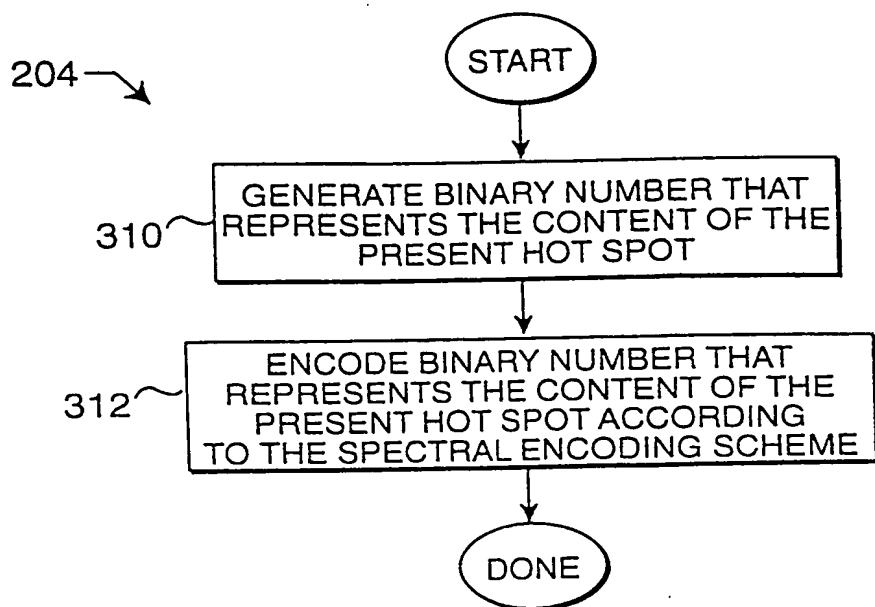 START
204
GENERATE BINARY NUMBER THAT
REPRESENTS THE CONTENT OF THE
PRESENT HOT SPOT
310
ENCODE BINARY NUMBER THAT
REPRESENTS THE CONTENT OF THE
PRESENT HOT SPOT ACCORDING
TO THE SPECTRAL ENCODING SCHEME
312
DONE